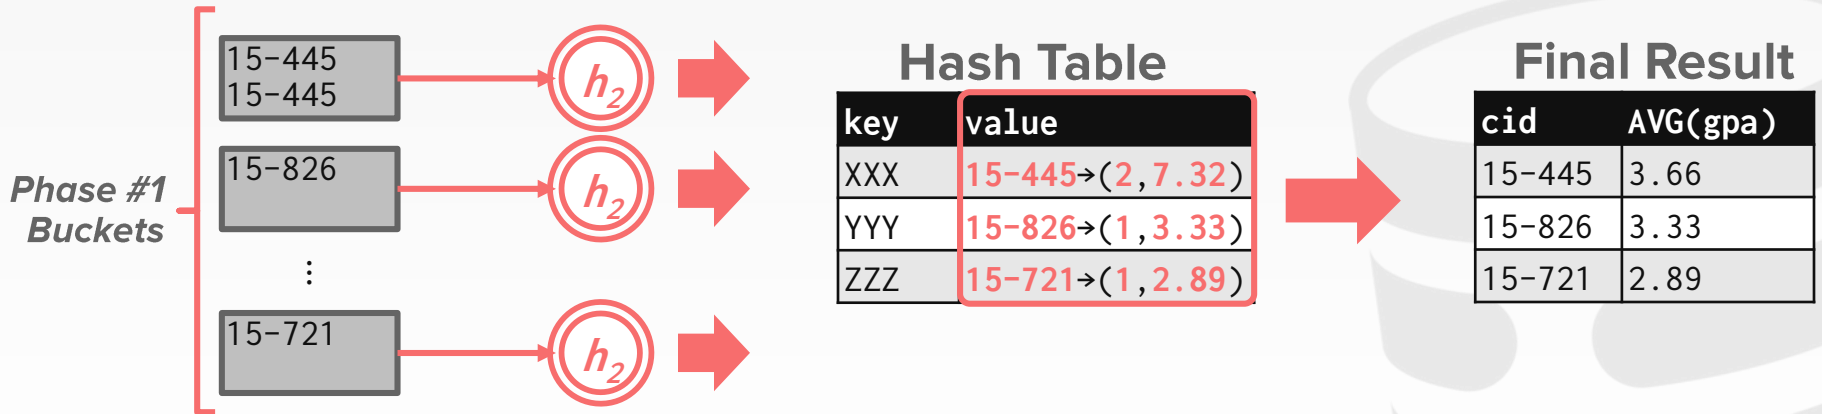 Phase #1
Buckets
15-445
15-445
15-826
⋮
15-721
h2
h2
h2
Hash Table
key value
XXX 15-445→(2,7.32)
YYY 15-826→(1,3.33)
ZZZ 15-721→(1,2.89)
Final Result
cid AVG(gpa)
15-445 3.66
15-826 3.33
15-721 2.89